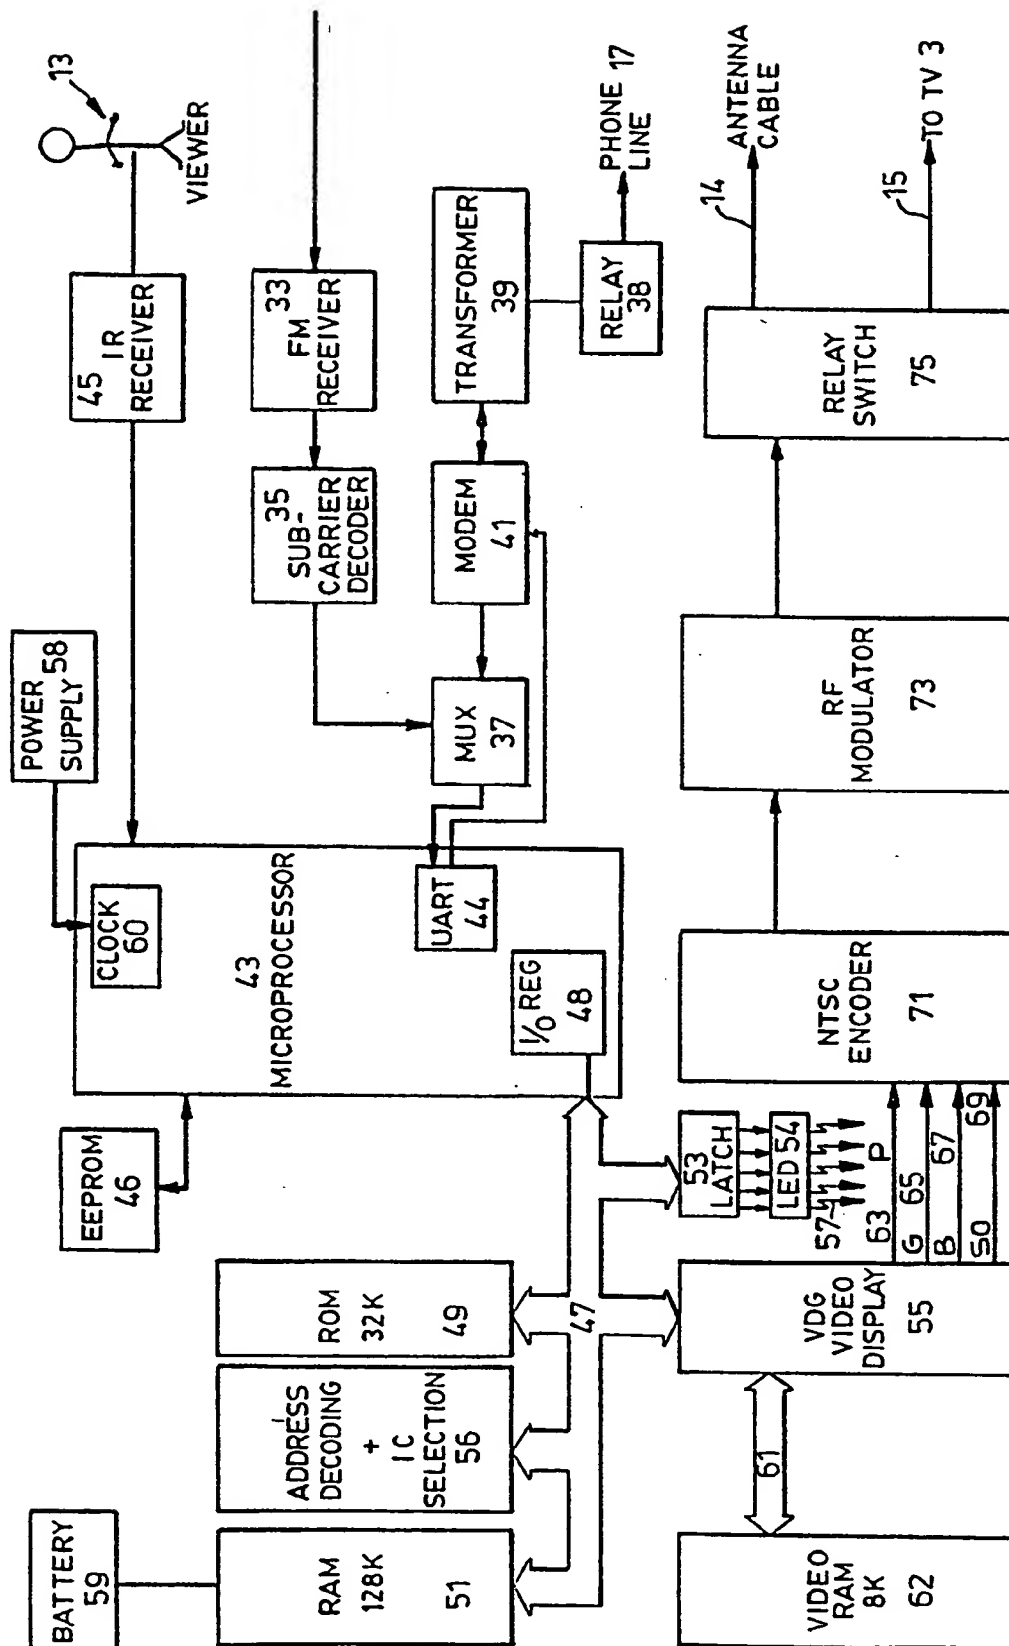 BATTERY
59
RAM
128K
51
ADDRESS
DECODING
+
IC
SELECTION
56
ROM
32K
49
EEPROM
46
POWER
SUPPLY 58
CLOCK
60
43
MICROPROCESSOR
UART
44
I/O REG
48
45
IR
RECEIVER
13
VIEWER
35
SUB-
CARRIER
DECODER
33
FM
RECEIVER
MUX
37
MODEM
41
TRANSFORMER
39
RELAY
38
PHONE 17
LINE
47
53
LATCH
LED 54
57
VIDEO
RAM
8K
62
61
VDG
VIDEO
DISPLAY
55
63 P
G 65
B 67
SO 69
NTSC
ENCODER
71
RF
MODULATOR
73
RELAY
SWITCH
75
14
ANTENNA
CABLE
15
TO TV 3